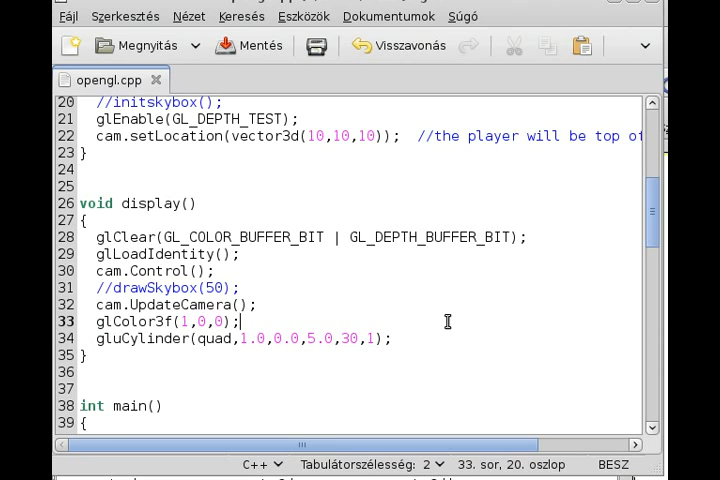 Fájl Szerkesztés Nézet Keresés Eszközök Dokumentumok Súgó
Megnyitás Mentés Visszavonás
opengl.cpp
20 //initskybox();
21 glEnable(GL_DEPTH_TEST);
22 cam.setLocation(vector3d(10,10,10)); //the player will be top of
23 }
24
25
26 void display()
27 {
28 glClear(GL_COLOR_BUFFER_BIT | GL_DEPTH_BUFFER_BIT);
29 glLoadIdentity();
30 cam.Control();
31 //drawSkybox(50);
32 cam.UpdateCamera();
33 glColor3f(1,0,0);
34 gluCylinder(quad,1.0,0.0,5.0,30,1);
35 }
36
37
38 int main()
39 {
C++ Tabulátorszélesség: 2 33. sor, 20. oszlop BESZ